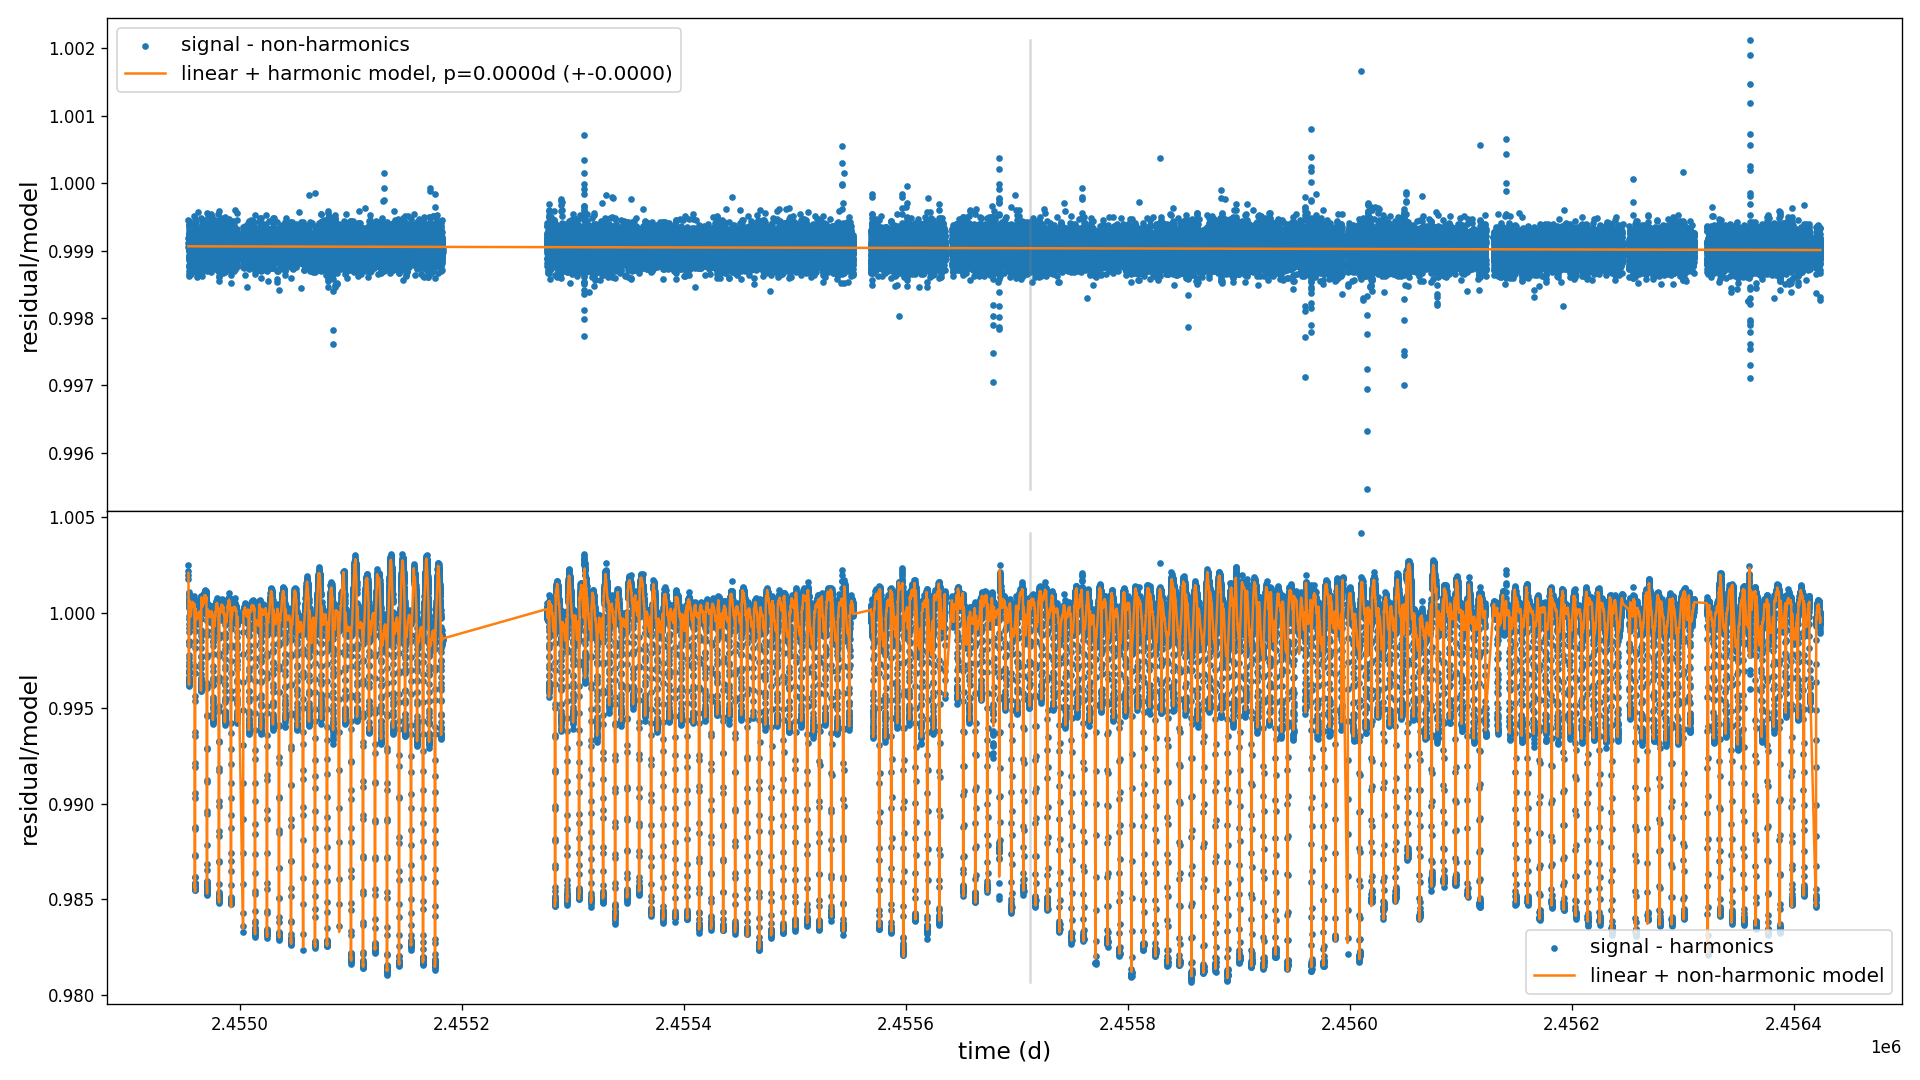 signal - non-harmonics
linear + harmonic model, p=0.0000d (+-0.0000)
residual/model
1.002
1.001
1.000
0.999
0.998
0.997
0.996
residual/model
1.005
1.000
0.995
0.990
0.985
0.980
signal - harmonics
linear + non-harmonic model
2.4550
2.4552
2.4554
2.4556
2.4558
2.4560
2.4562
2.4564
time (d)
1e6